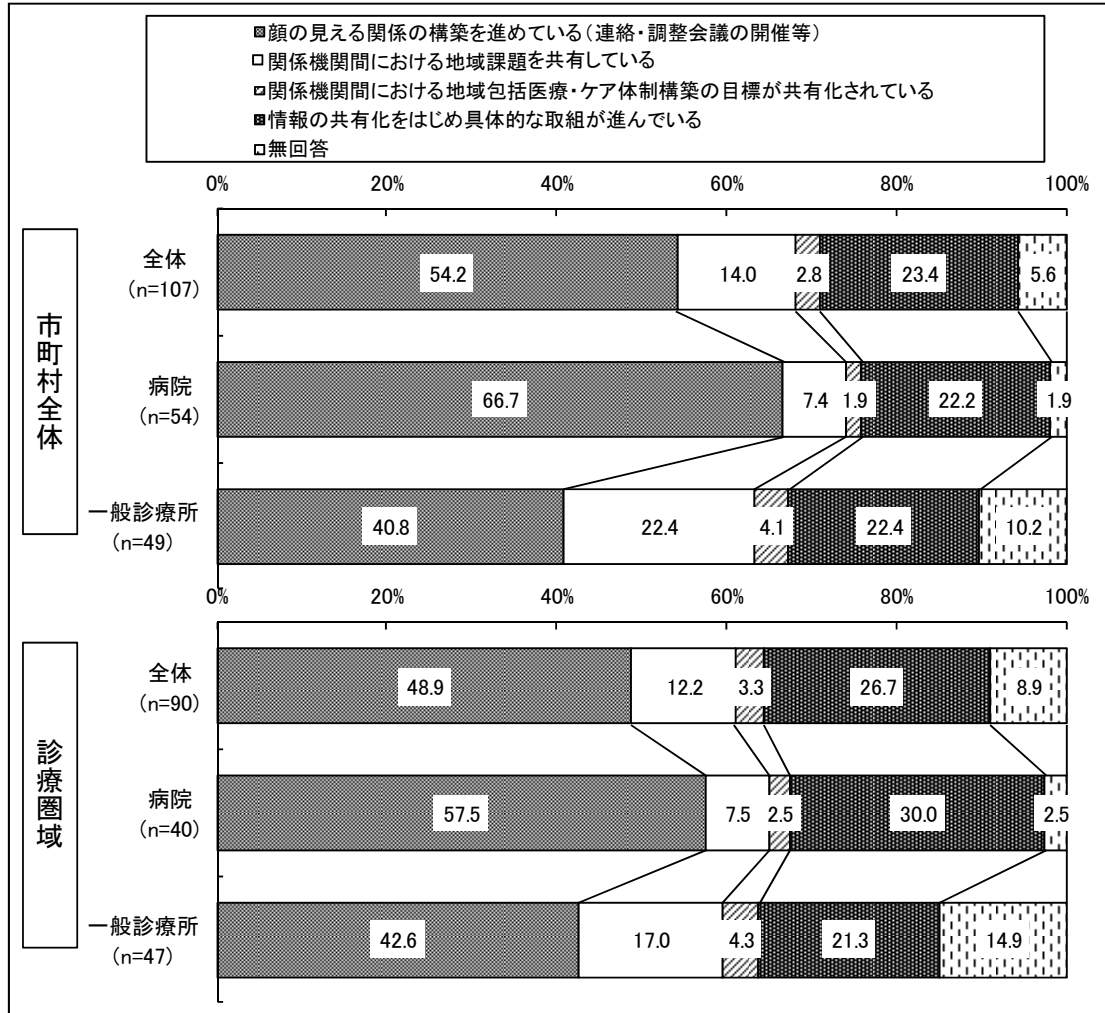 顔の見える関係の構築を進めている(連絡・調整会議の開催等)
関係機関間における地域課題を共有している
関係機関間における地域包括医療・ケア体制構築の目標が共有化されている
情報の共有化をはじめ具体的な取組が進んでいる
無回答
0% 20% 40% 60% 80% 100%
市町村全体
全体
(n=107)
54.2 14.0 2.8 23.4 5.6
病院
(n=54)
66.7 7.4 1.9 22.2 1.9
一般診療所
(n=49)
40.8 22.4 4.1 22.4 10.2
0% 20% 40% 60% 80% 100%
診療圏域
全体
(n=90)
48.9 12.2 3.3 26.7 8.9
病院
(n=40)
57.5 7.5 2.5 30.0 2.5
一般診療所
(n=47)
42.6 17.0 4.3 21.3 14.9